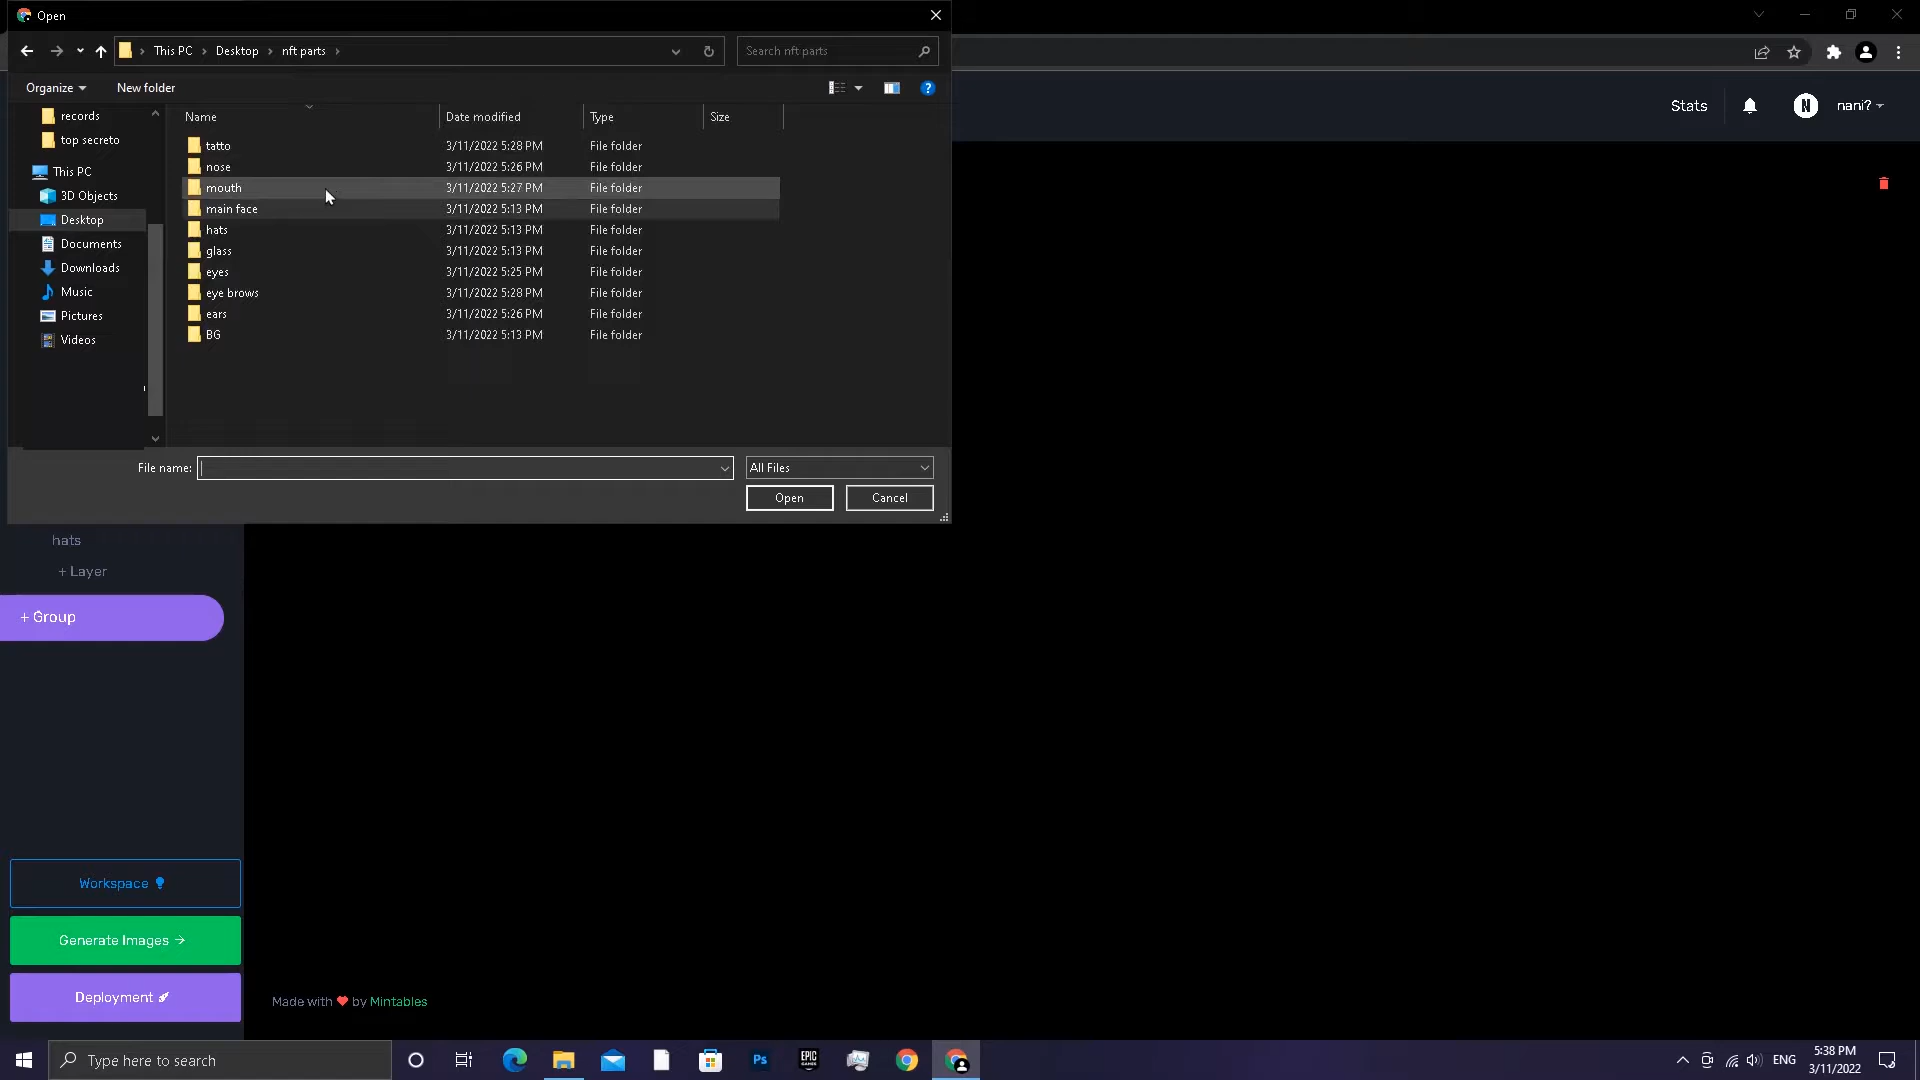 Open
This PC > Desktop > nft parts >
Search nft parts
Organize
New folder
records
top secreto
This PC
3D Objects
Desktop
Documents
Downloads
Music
Pictures
Videos
Name Date modified Type Size
tatto 3/11/2022 5:28 PM File folder
nose 3/11/2022 5:26 PM File folder
mouth 3/11/2022 5:27 PM File folder
main face 3/11/2022 5:13 PM File folder
hats 3/11/2022 5:13 PM File folder
glass 3/11/2022 5:13 PM File folder
eyes 3/11/2022 5:25 PM File folder
eye brows 3/11/2022 5:28 PM File folder
ears 3/11/2022 5:26 PM File folder
BG 3/11/2022 5:13 PM File folder
File name:
All Files
Open
Cancel
Stats
N
nani?
hats
+ Layer
+ Group
Workspace
Generate Images →
Deployment
Made with ❤ by Mintables
Type here to search
Ps
EPIC GAMES
ENG
5:38 PM
3/11/2022